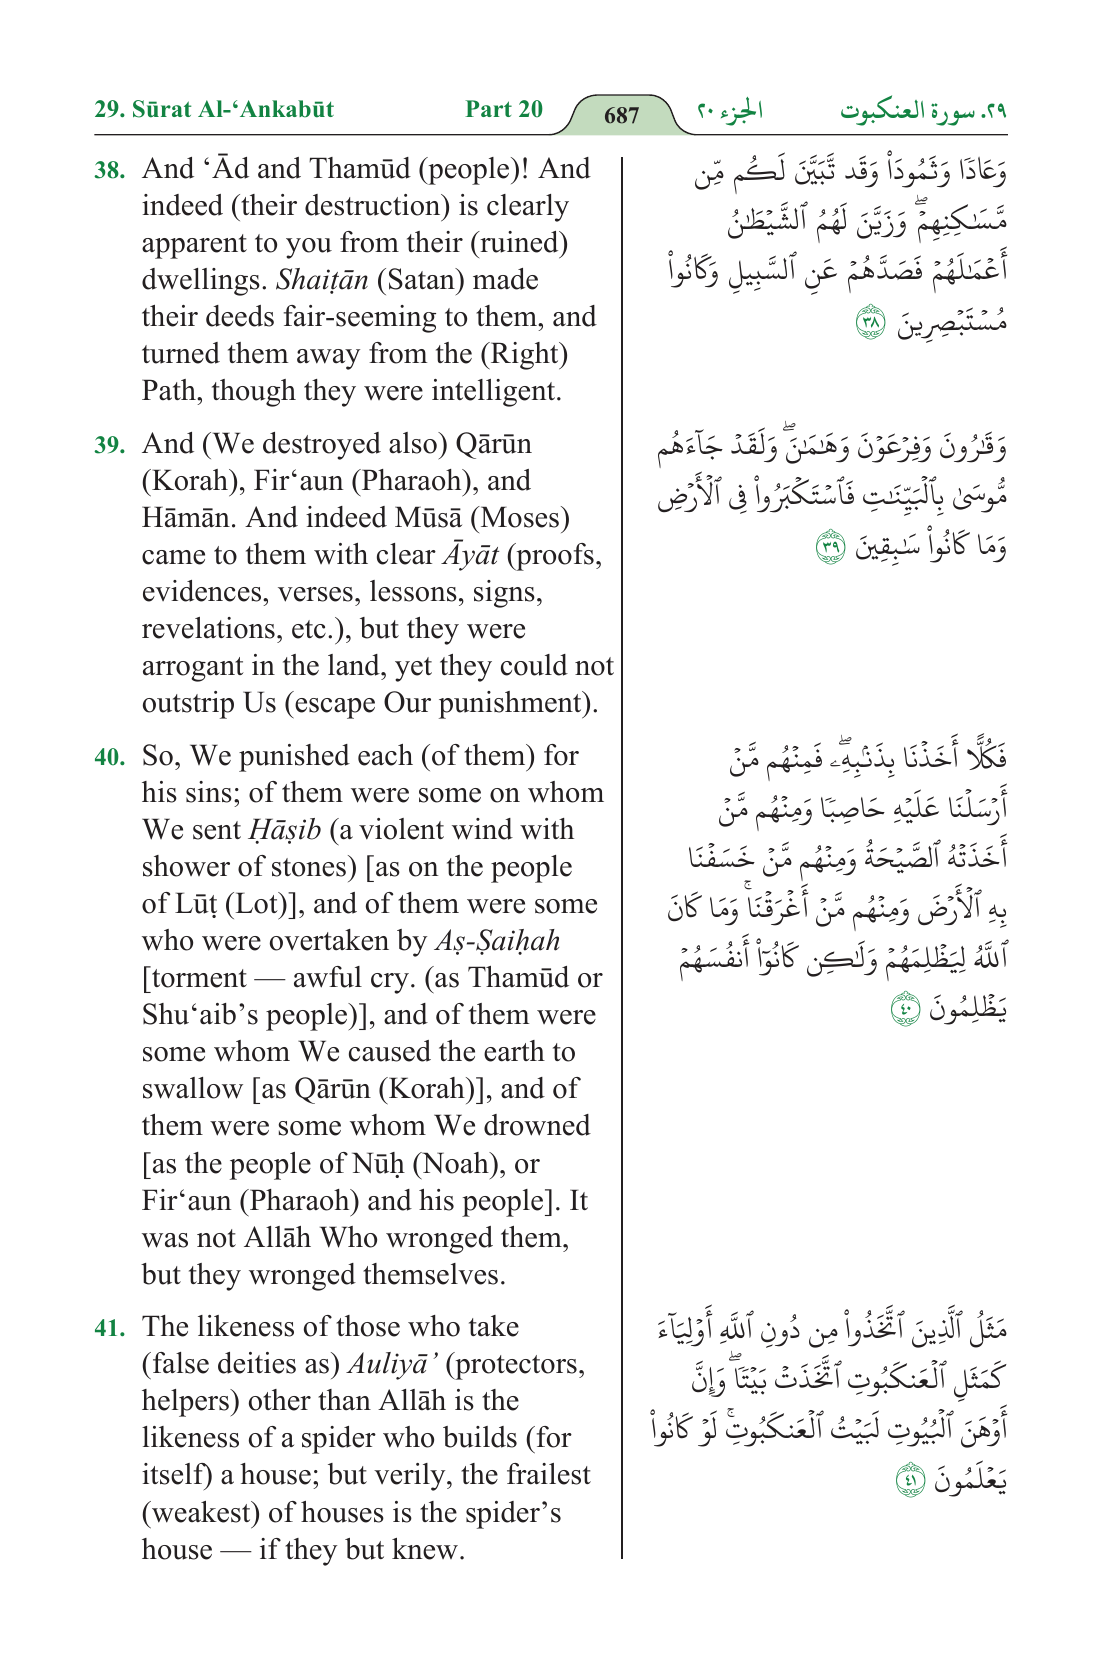 29. Sūrat Al-‘Ankabūt Part 20 687 الجزء ٢٠ ٢٩. سورة العنكبوت
38. And ‘Ād and Thamūd (people)! And
indeed (their destruction) is clearly
apparent to you from their (ruined)
dwellings. Shaiṭān (Satan) made
their deeds fair-seeming to them, and
turned them away from the (Right)
Path, though they were intelligent.
39. And (We destroyed also) Qārūn
(Korah), Fir‘aun (Pharaoh), and
Hāmān. And indeed Mūsā (Moses)
came to them with clear Āyāt (proofs,
evidences, verses, lessons, signs,
revelations, etc.), but they were
arrogant in the land, yet they could not
outstrip Us (escape Our punishment).
40. So, We punished each (of them) for
his sins; of them were some on whom
We sent Ḥāṣib (a violent wind with
shower of stones) [as on the people
of Lūṭ (Lot)], and of them were some
who were overtaken by Aṣ-Ṣaiḥah
[torment — awful cry. (as Thamūd or
Shu‘aib’s people)], and of them were
some whom We caused the earth to
swallow [as Qārūn (Korah)], and of
them were some whom We drowned
[as the people of Nūḥ (Noah), or
Fir‘aun (Pharaoh) and his people]. It
was not Allāh Who wronged them,
but they wronged themselves.
41. The likeness of those who take
(false deities as) Auliyā’ (protectors,
helpers) other than Allāh is the
likeness of a spider who builds (for
itself) a house; but verily, the frailest
(weakest) of houses is the spider’s
house — if they but knew.
وَعَادًا وَثَمُودَا۟ وَقَد تَّبَيَّنَ لَكُم مِّن
مَّسَـٰكِنِهِمْ ۖ وَزَيَّنَ لَهُمُ ٱلشَّيْطَـٰنُ
أَعْمَـٰلَهُمْ فَصَدَّهُمْ عَنِ ٱلسَّبِيلِ وَكَانُوا۟
مُسْتَبْصِرِينَ ٣٨
وَقَـٰرُونَ وَفِرْعَوْنَ وَهَـٰمَـٰنَ ۖ وَلَقَدْ جَآءَهُم
مُّوسَىٰ بِٱلْبَيِّنَـٰتِ فَٱسْتَكْبَرُوا۟ فِى ٱلْأَرْضِ
وَمَا كَانُوا۟ سَـٰبِقِينَ ٣٩
فَكُلًّا أَخَذْنَا بِذَنۢبِهِۦ ۖ فَمِنْهُم مَّنْ
أَرْسَلْنَا عَلَيْهِ حَاصِبًا وَمِنْهُم مَّنْ
أَخَذَتْهُ ٱلصَّيْحَةُ وَمِنْهُم مَّنْ خَسَفْنَا
بِهِ ٱلْأَرْضَ وَمِنْهُم مَّنْ أَغْرَقْنَا ۚ وَمَا كَانَ
ٱللَّهُ لِيَظْلِمَهُمْ وَلَـٰكِن كَانُوٓا۟ أَنفُسَهُمْ
يَظْلِمُونَ ٤٠
مَثَلُ ٱلَّذِينَ ٱتَّخَذُوا۟ مِن دُونِ ٱللَّهِ أَوْلِيَآءَ
كَمَثَلِ ٱلْعَنكَبُوتِ ٱتَّخَذَتْ بَيْتًا ۖ وَإِنَّ
أَوْهَنَ ٱلْبُيُوتِ لَبَيْتُ ٱلْعَنكَبُوتِ ۚ لَوْ كَانُوا۟
يَعْلَمُونَ ٤١